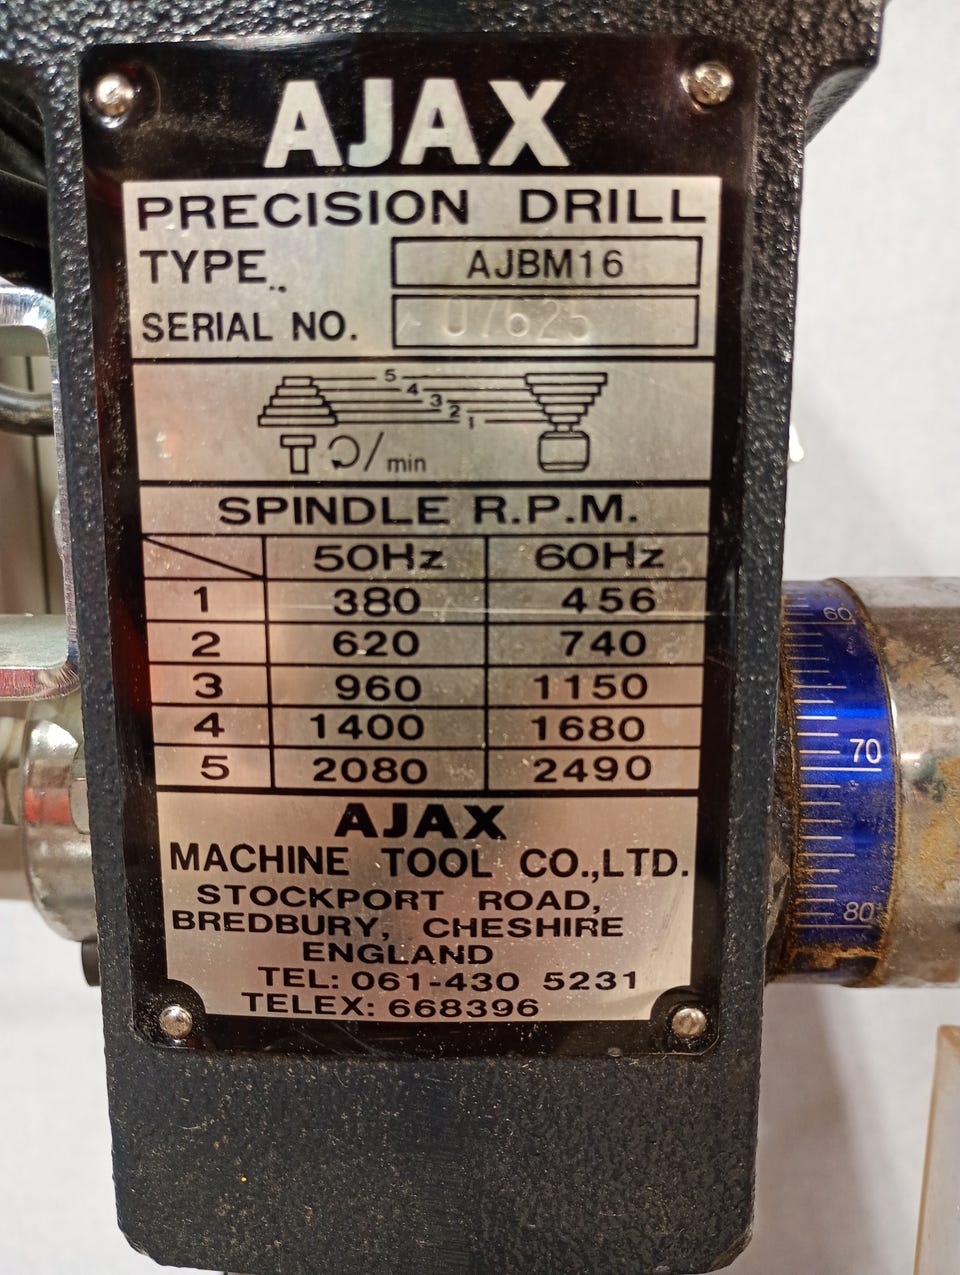 AJAX
PRECISION DRILL
TYPE..,
AJBM16
SERIAL NO.
07625
5
4
3
2
1
/min
SPINDLE R.P.M.
50Hz 60Hz
1 380 456
2 620 740
3 960 1150
4 1400 1680
5 2080 2490
AJAX
MACHINE TOOL CO.,LTD.
STOCKPORT ROAD,
BREDBURY, CHESHIRE
ENGLAND
TEL: 061-430 5231
TELEX: 668396
60
70
80